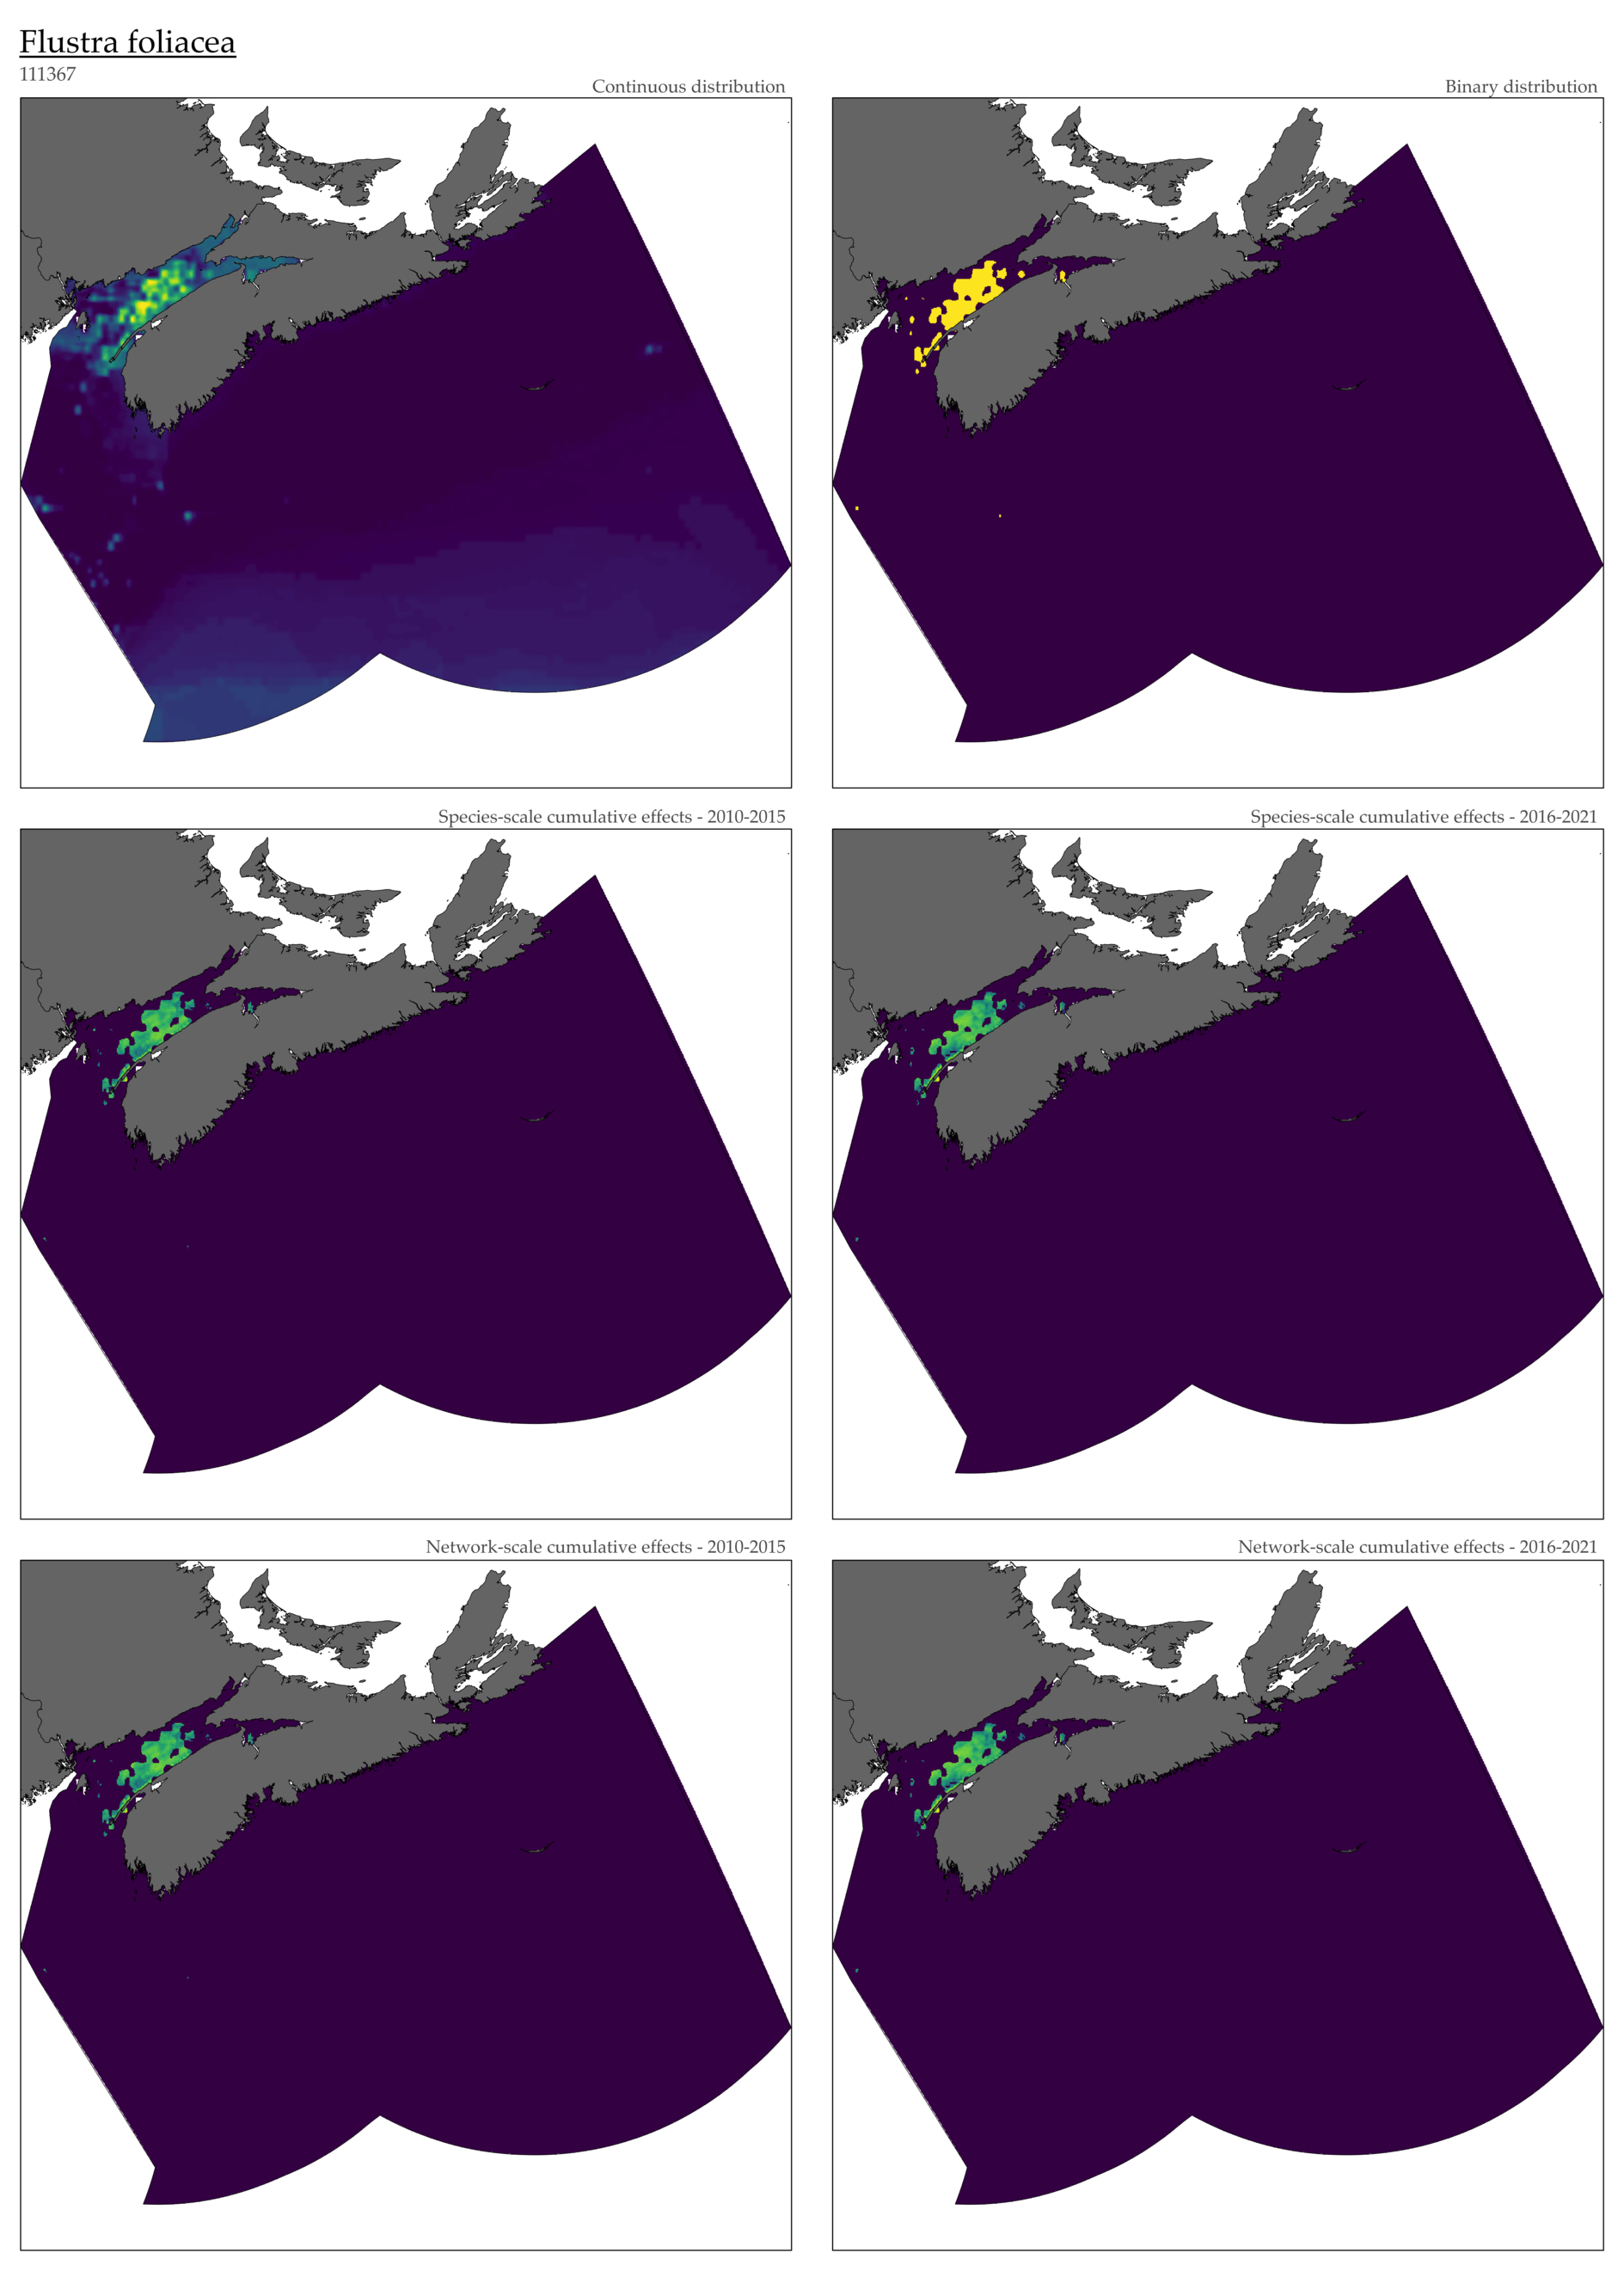 Flustra foliacea
111367
Continuous distribution
Binary distribution
Species-scale cumulative effects - 2010-2015
Species-scale cumulative effects - 2016-2021
Network-scale cumulative effects - 2010-2015
Network-scale cumulative effects - 2016-2021